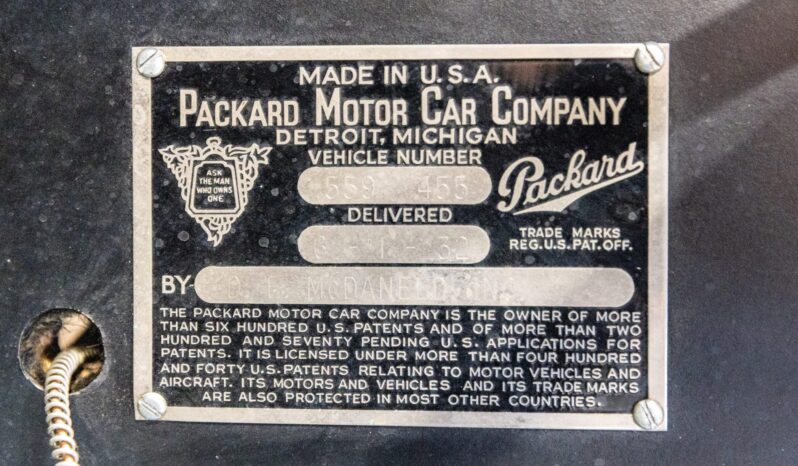 MADE IN U.S.A.
PACKARD MOTOR CAR COMPANY
DETROIT, MICHIGAN
VEHICLE NUMBER
559 455
ASK
THE MAN
WHO OWNS
ONE
Packard
DELIVERED
- 1 - 32
TRADE MARKS
REG. U.S. PAT. OFF.
BY
THE PACKARD MOTOR CAR COMPANY IS THE OWNER OF MORE
THAN SIX HUNDRED U.S. PATENTS AND OF MORE THAN TWO
HUNDRED AND SEVENTY PENDING U.S. APPLICATIONS FOR
PATENTS. IT IS LICENSED UNDER MORE THAN FOUR HUNDRED
AND FORTY U.S. PATENTS RELATING TO MOTOR VEHICLES AND
AIRCRAFT. ITS MOTORS AND VEHICLES AND ITS TRADE MARKS
ARE ALSO PROTECTED IN MOST OTHER COUNTRIES.